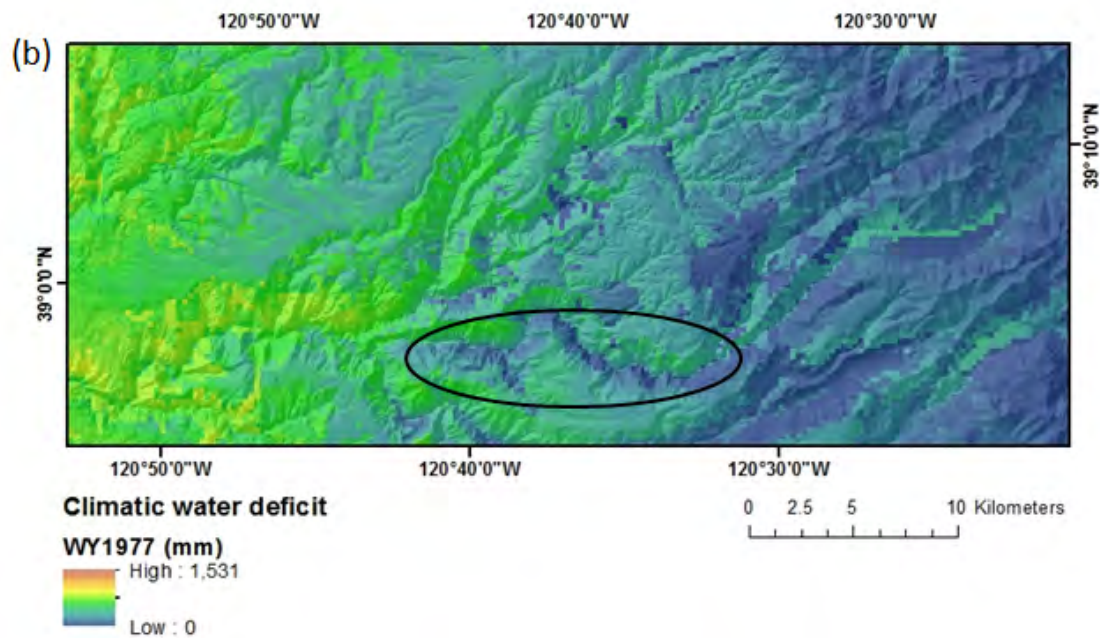 120°50'0"W 120°40'0"W 120°30'0"W
(b)
39°10'0"N
39°0'0"N
120°50'0"W 120°40'0"W 120°30'0"W
Climatic water deficit
0 2.5 5 10 Kilometers
WY1977 (mm)
High : 1,531
Low : 0